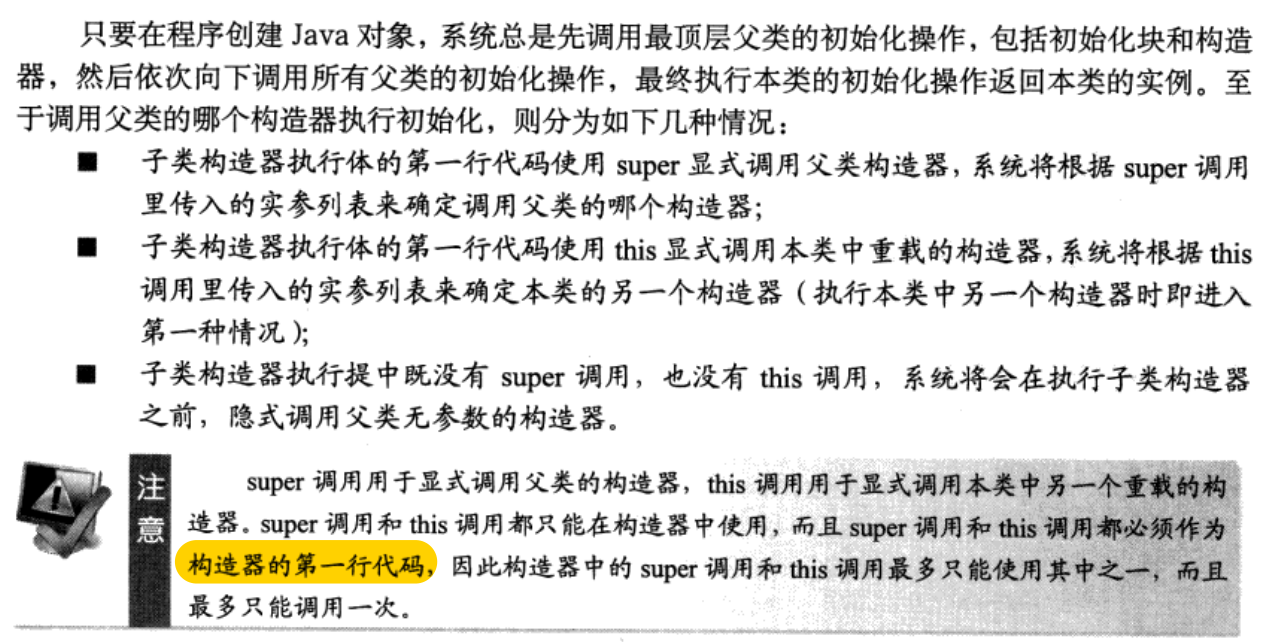 只要在程序创建 Java 对象，系统总是先调用最顶层父类的初始化操作，包括初始化块和构造
器，然后依次向下调用所有父类的初始化操作，最终执行本类的初始化操作返回本类的实例。至
于调用父类的哪个构造器执行初始化，则分为如下几种情况：
■ 子类构造器执行体的第一行代码使用 super 显式调用父类构造器，系统将根据 super 调用
里传入的实参列表来确定调用父类的哪个构造器；
■ 子类构造器执行体的第一行代码使用 this 显式调用本类中重载的构造器，系统将根据 this
调用里传入的实参列表来确定本类的另一个构造器（执行本类中另一个构造器时即进入
第一种情况）；
■ 子类构造器执行提中既没有 super 调用，也没有 this 调用，系统将会在执行子类构造器
之前，隐式调用父类无参数的构造器。
注意
super 调用用于显式调用父类的构造器，this 调用用于显式调用本类中另一个重载的构
造器。super 调用和 this 调用都只能在构造器中使用，而且 super 调用和 this 调用都必须作为
构造器的第一行代码，因此构造器中的 super 调用和 this 调用最多只能使用其中之一，而且
最多只能调用一次。